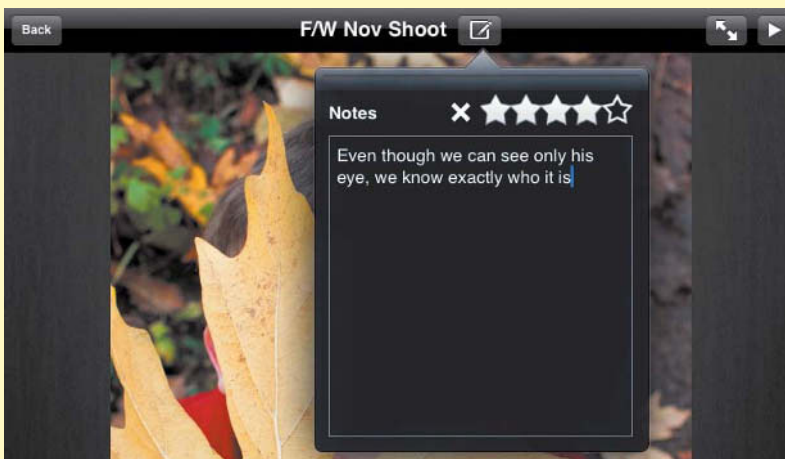 Back
F/W Nov Shoot
Notes
Even though we can see only his
eye, we know exactly who it is